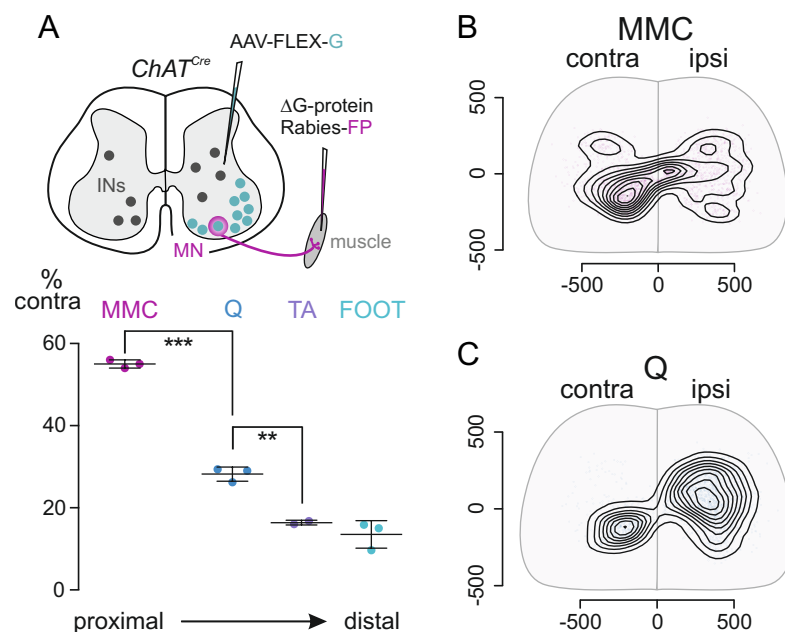 A
ChAT^Cre
AAV-FLEX-G
ΔG-protein
Rabies-FP
INs
MN
muscle
%
contra
MMC Q TA FOOT
***
**
60
40
20
0
proximal distal
B
MMC
contra ipsi
500
0
-500
-500 0 500
C
Q
contra ipsi
500
0
-500
-500 0 500